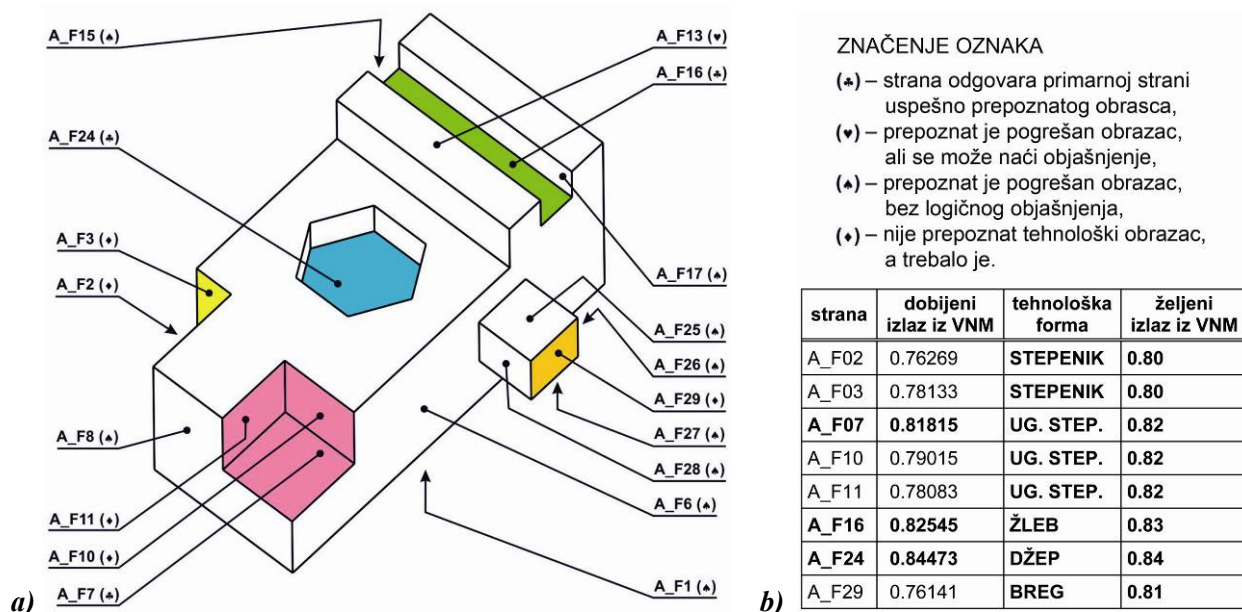 A_F15 (♠)
A_F13 (♥)
A_F16 (♣)
A_F24 (♣)
A_F3 (♦)
A_F2 (♦)
A_F17 (♠)
A_F25 (♠)
A_F26 (♠)
A_F29 (♦)
A_F8 (♠)
A_F27 (♠)
A_F28 (♠)
A_F11 (♦)
A_F6 (♠)
A_F10 (♦)
A_F7 (♣)
A_F1 (♠)
a)
ZNAČENJE OZNAKA
(♣) – strana odgovara primarnoj strani
uspešno prepoznatog obrasca,
(♥) – prepoznat je pogrešan obrazac,
ali se može naći objašnjenje,
(♠) – prepoznat je pogrešan obrazac,
bez logičnog objašnjenja,
(♦) – nije prepoznat tehnološki obrazac,
a trebalo je.
strana dobijeni izlaz iz VNM tehnološka forma željeni izlaz iz VNM
A_F02 0.76269 STEPENIK 0.80
A_F03 0.78133 STEPENIK 0.80
A_F07 0.81815 UG. STEP. 0.82
A_F10 0.79015 UG. STEP. 0.82
A_F11 0.78083 UG. STEP. 0.82
A_F16 0.82545 ŽLEB 0.83
A_F24 0.84473 DŽEP 0.84
A_F29 0.76141 BREG 0.81
b)